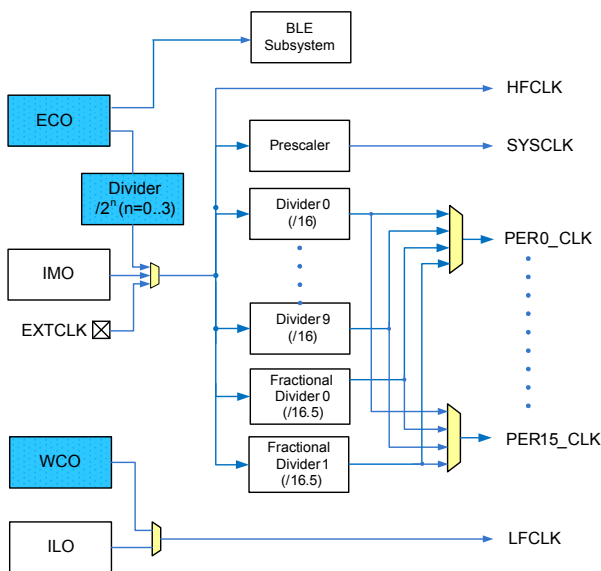 BLE
Subsystem
ECO
HFCLK
Prescaler
SYSCLK
Divider
/2ⁿ (n=0..3)
Divider 0
(/16)
PER0_CLK
IMO
EXTCLK
Divider 9
(/16)
Fractional
Divider 0
(/16.5)
Fractional
Divider 1
(/16.5)
PER15_CLK
WCO
ILO
LFCLK